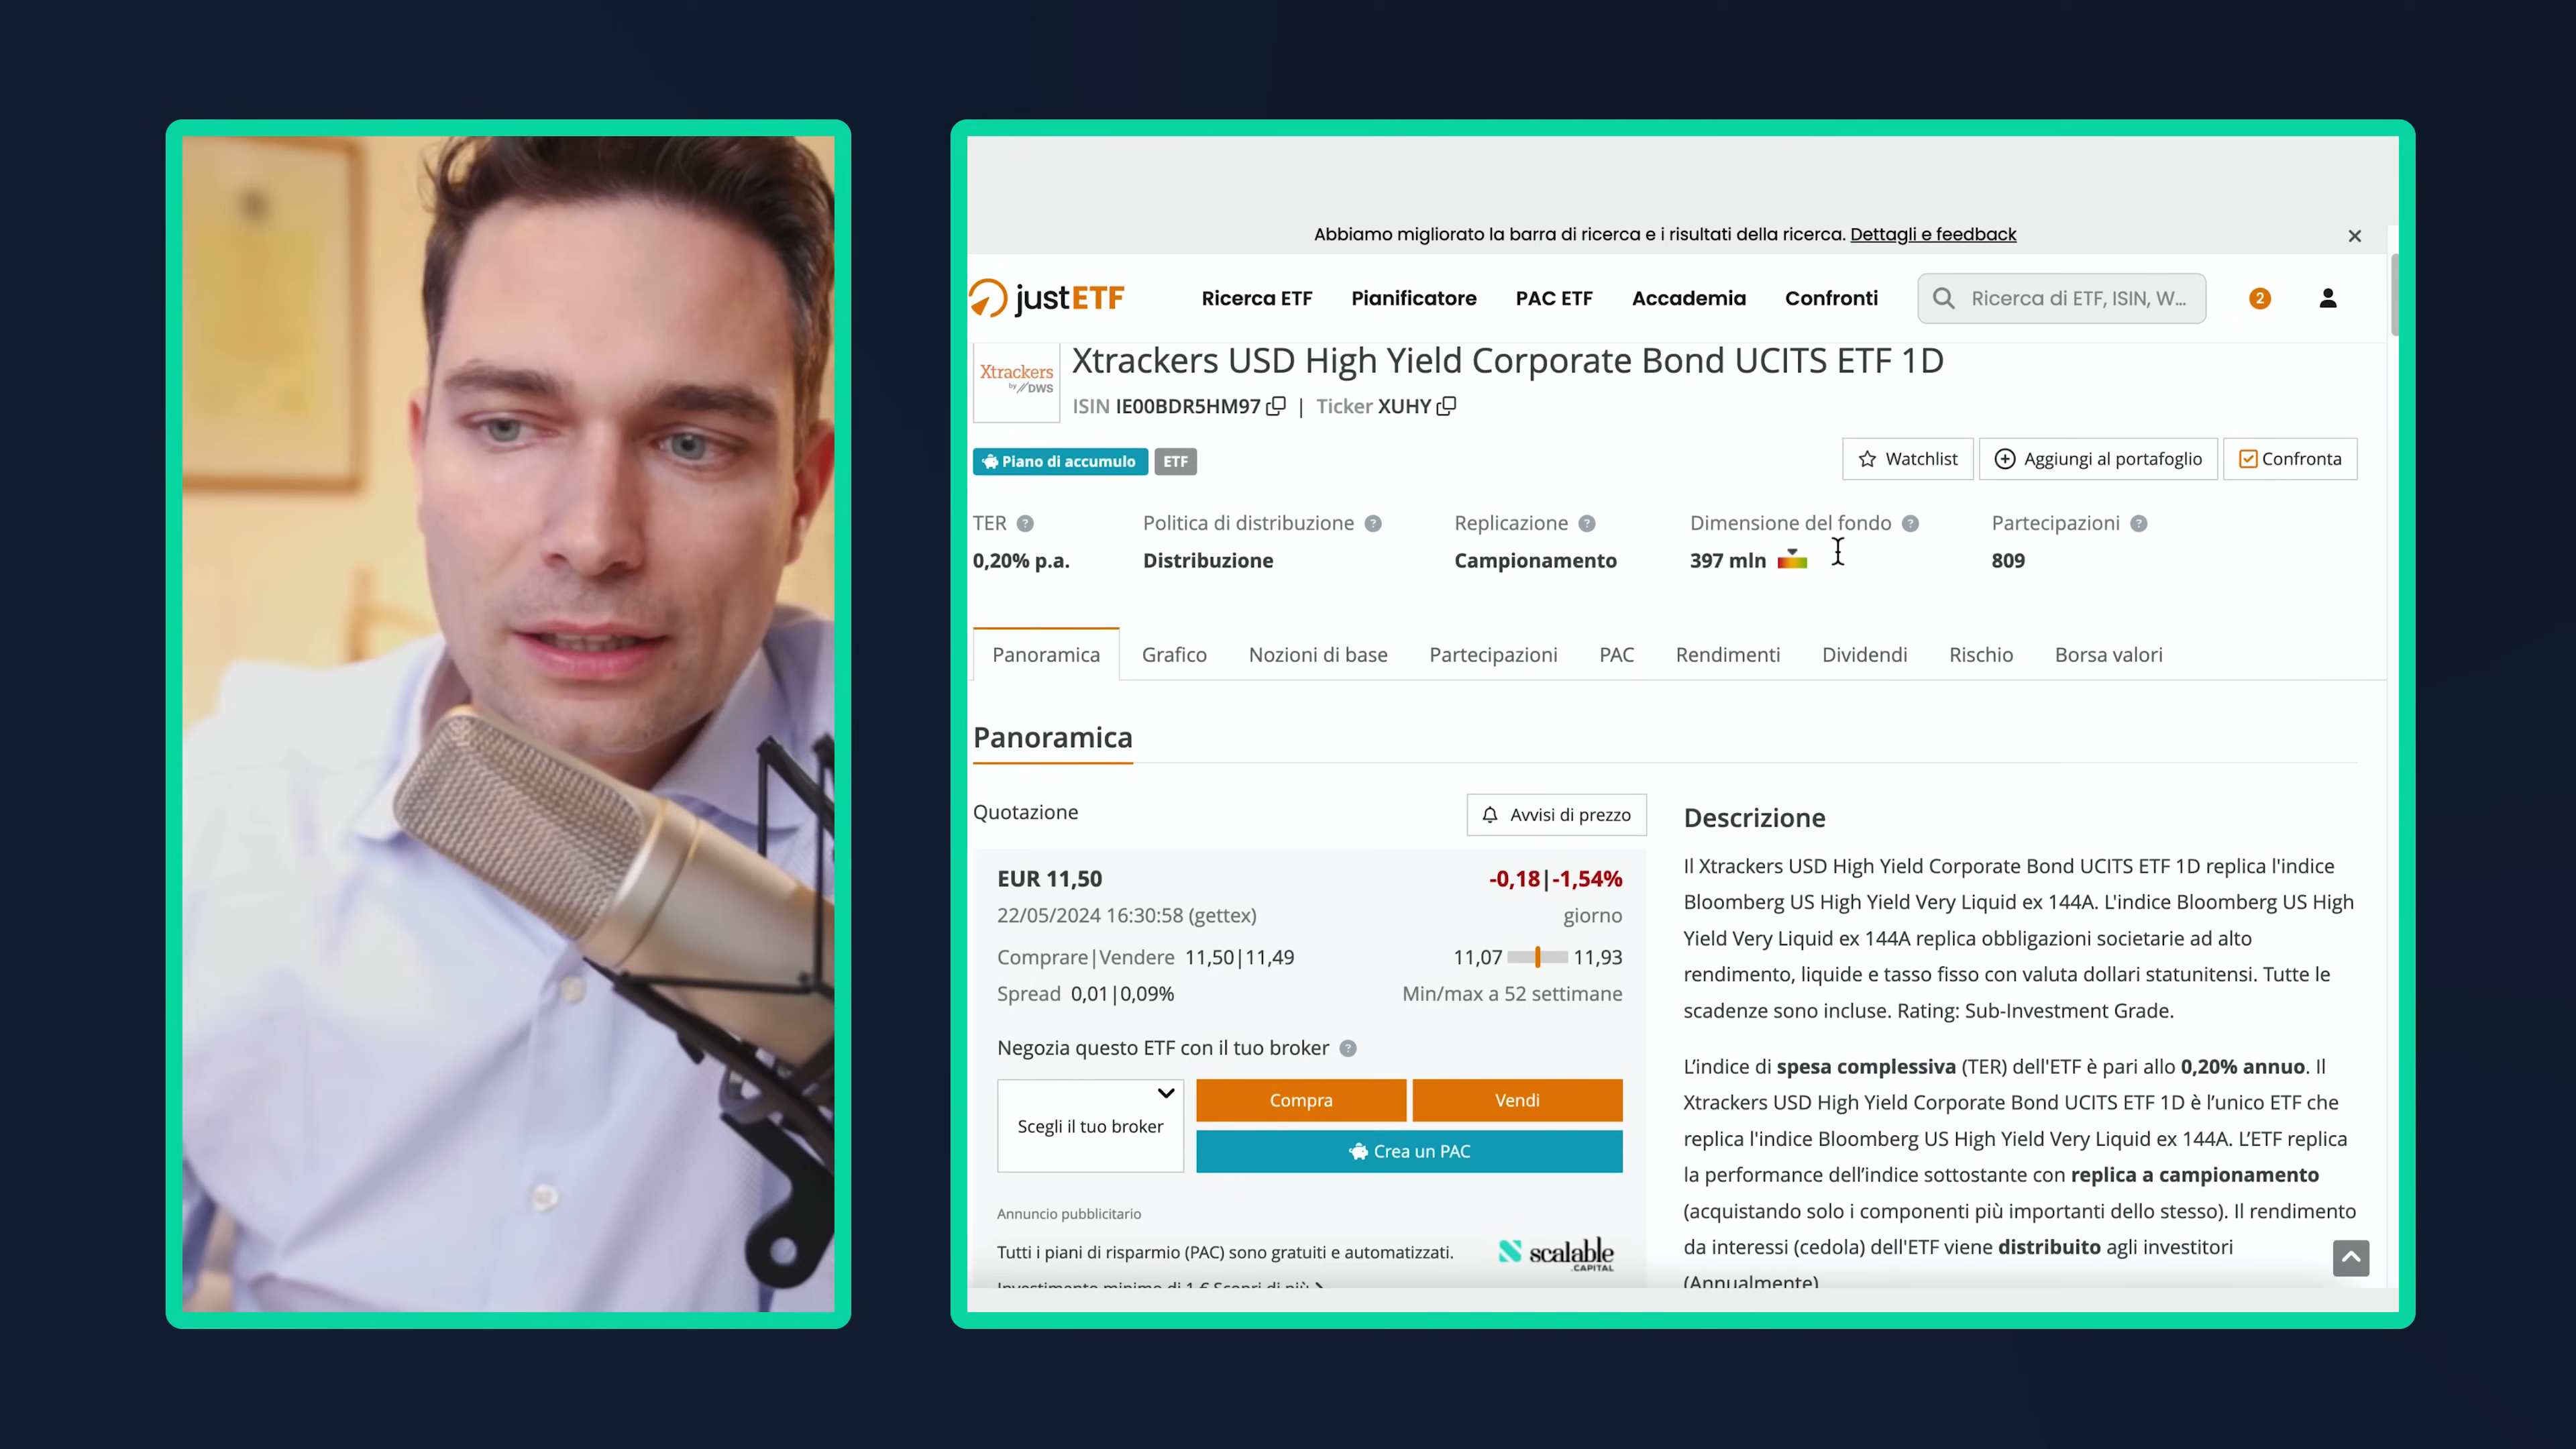 Abbiamo migliorato la barra di ricerca e i risultati della ricerca. Dettagli e feedback
justETF
Ricerca ETF
Pianificatore
PAC ETF
Accademia
Confronti
Ricerca di ETF, ISIN, W...
2
Xtrackers
by //DWS
Xtrackers USD High Yield Corporate Bond UCITS ETF 1D
ISIN IE00BDR5HM97 | Ticker XUHY
Piano di accumulo
ETF
Watchlist
Aggiungi al portafoglio
Confronta
TER ?
0,20% p.a.
Politica di distribuzione ?
Distribuzione
Replicazione ?
Campionamento
Dimensione del fondo ?
397 mln
Partecipazioni ?
809
Panoramica
Grafico
Nozioni di base
Partecipazioni
PAC
Rendimenti
Dividendi
Rischio
Borsa valori
Panoramica
Quotazione
Avvisi di prezzo
EUR 11,50
-0,18|-1,54%
22/05/2024 16:30:58 (gettex)
giorno
Comprare|Vendere 11,50|11,49
11,07 11,93
Spread 0,01|0,09%
Min/max a 52 settimane
Negozia questo ETF con il tuo broker ?
Scegli il tuo broker
Compra
Vendi
Crea un PAC
Annuncio pubblicitario
Tutti i piani di risparmio (PAC) sono gratuiti e automatizzati.
scalable
.CAPITAL
Investimento minimo di 1 € Scopri di più
Descrizione
Il Xtrackers USD High Yield Corporate Bond UCITS ETF 1D replica l'indice
Bloomberg US High Yield Very Liquid ex 144A. L'indice Bloomberg US High
Yield Very Liquid ex 144A replica obbligazioni societarie ad alto
rendimento, liquide e tasso fisso con valuta dollari statunitensi. Tutte le
scadenze sono incluse. Rating: Sub-Investment Grade.
L’indice di spesa complessiva (TER) dell'ETF è pari allo 0,20% annuo. Il
Xtrackers USD High Yield Corporate Bond UCITS ETF 1D è l’unico ETF che
replica l'indice Bloomberg US High Yield Very Liquid ex 144A. L’ETF replica
la performance dell’indice sottostante con replica a campionamento
(acquistando solo i componenti più importanti dello stesso). Il rendimento
da interessi (cedola) dell'ETF viene distribuito agli investitori
(Annualmente)